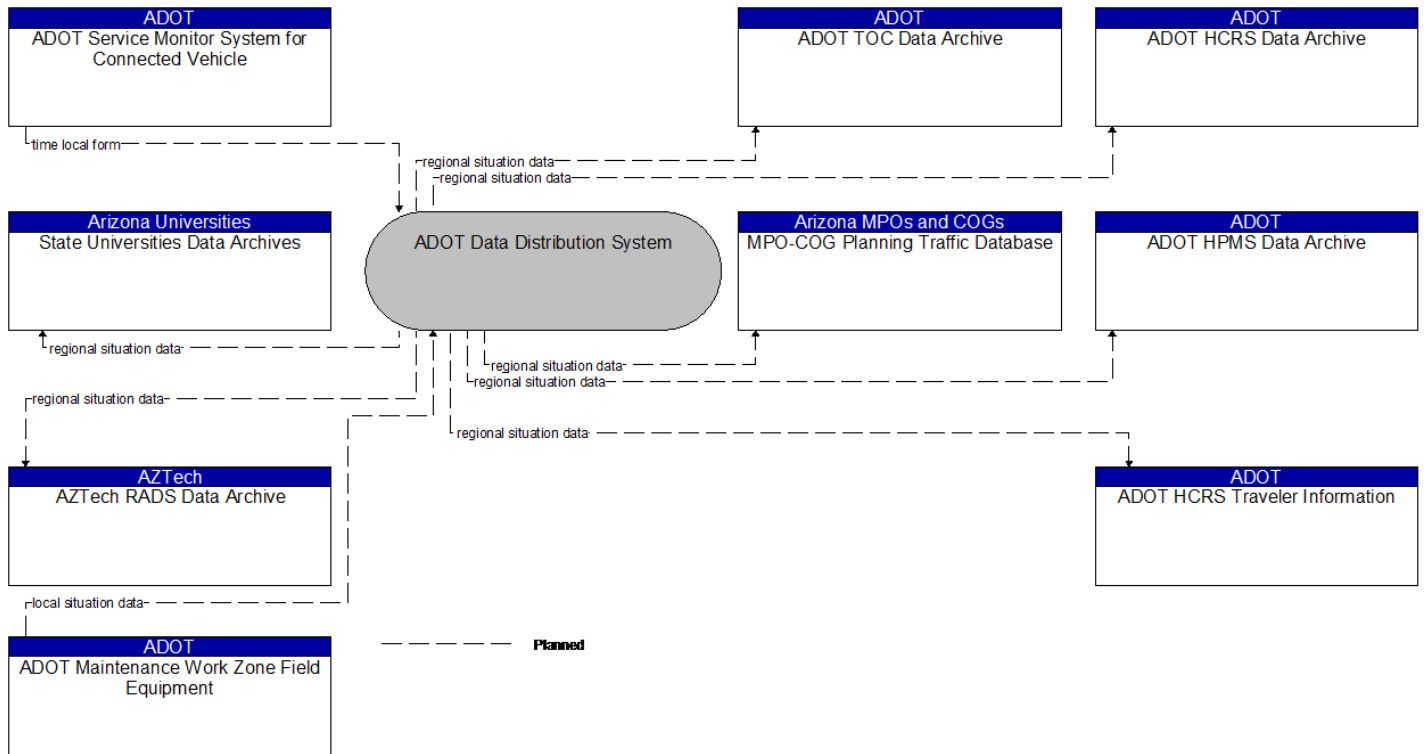 ADOT
ADOT Service Monitor System for
Connected Vehicle
ADOT
ADOT TOC Data Archive
ADOT
ADOT HCRS Data Archive
time local form
regional situation data
regional situation data
Arizona Universities
State Universities Data Archives
ADOT Data Distribution System
Arizona MPOs and COGs
MPO-COG Planning Traffic Database
ADOT
ADOT HPMS Data Archive
regional situation data
regional situation data
regional situation data
regional situation data
regional situation data
AZTech
AZTech RADS Data Archive
ADOT
ADOT HCRS Traveler Information
local situation data
ADOT
ADOT Maintenance Work Zone Field
Equipment
Planned